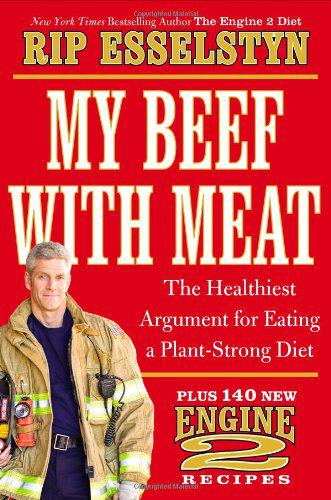 New York Times Bestselling Author The Engine 2 Diet
RIP ESSELSTYN
MY BEEF
WITH MEAT
The Healthiest
Argument for Eating
a Plant-Strong Diet
PLUS 140 NEW
ENGINE
2
RECIPES